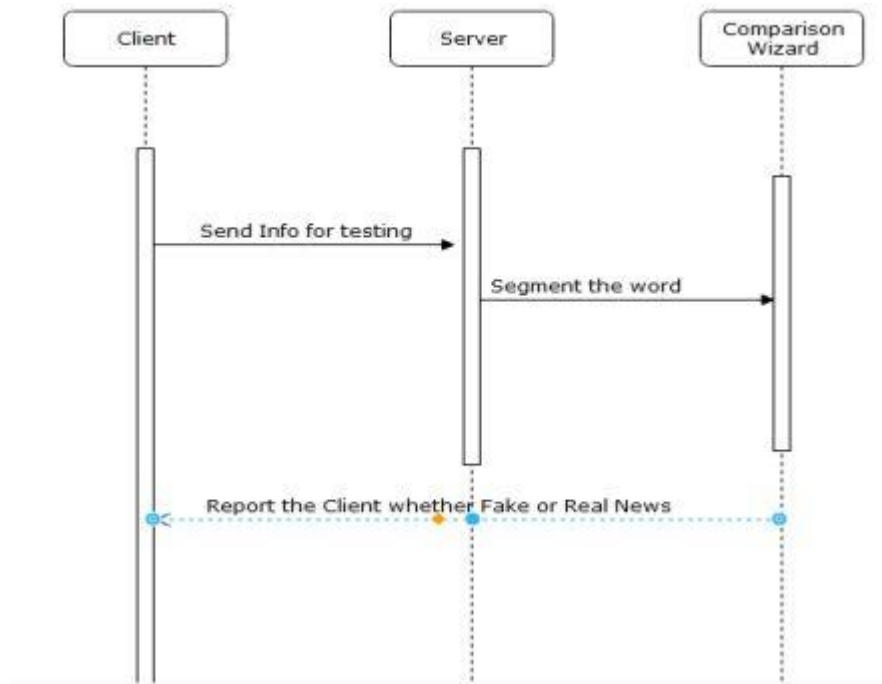 Client
Server
Comparison
Wizard
Send Info for testing
Segment the word
Report the Client whether Fake or Real News